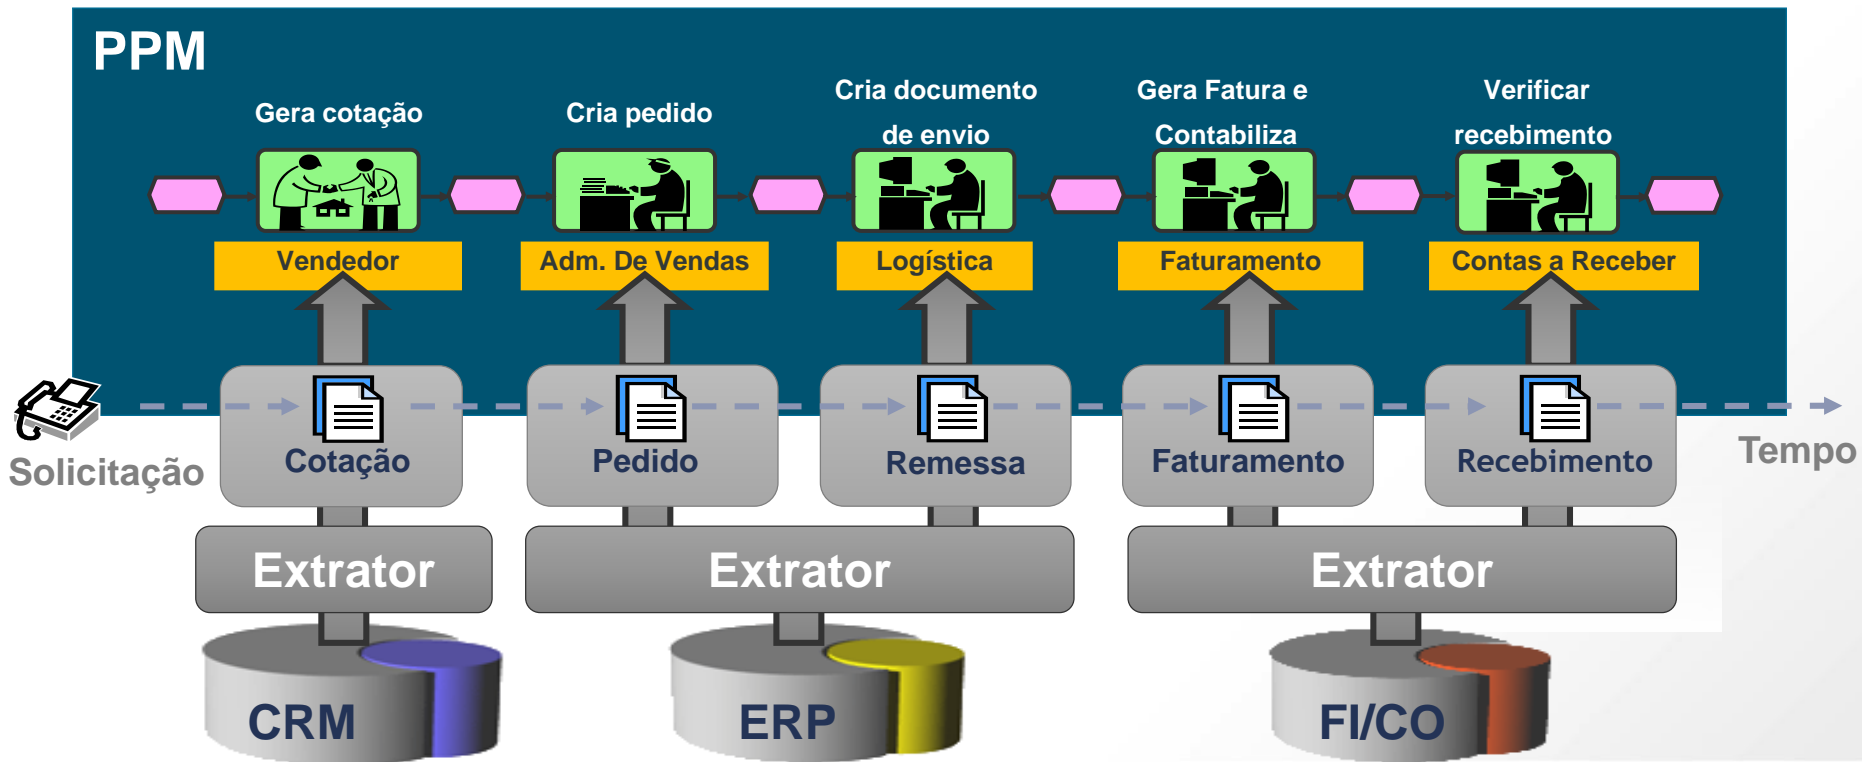 PPM
Gera cotação
Cria pedido
Cria documento
de envio
Gera Fatura e
Contabiliza
Verificar
recebimento
Vendedor
Adm. De Vendas
Logística
Faturamento
Contas a Receber
Solicitação
Cotação
Pedido
Remessa
Faturamento
Recebimento
Tempo
Extrator
Extrator
Extrator
CRM
ERP
FI/CO